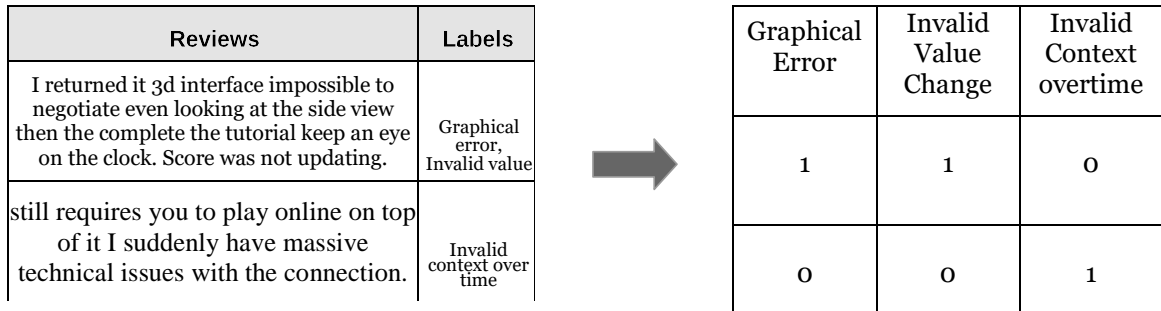 Reviews
Labels
I returned it 3d interface impossible to
negotiate even looking at the side view
then the complete the tutorial keep an eye
on the clock. Score was not updating.
Graphical
error,
Invalid value
still requires you to play online on top
of it I suddenly have massive
technical issues with the connection.
Invalid
context over
time
Graphical
Error
Invalid
Value
Change
Invalid
Context
overtime
1
1
0
0
0
1